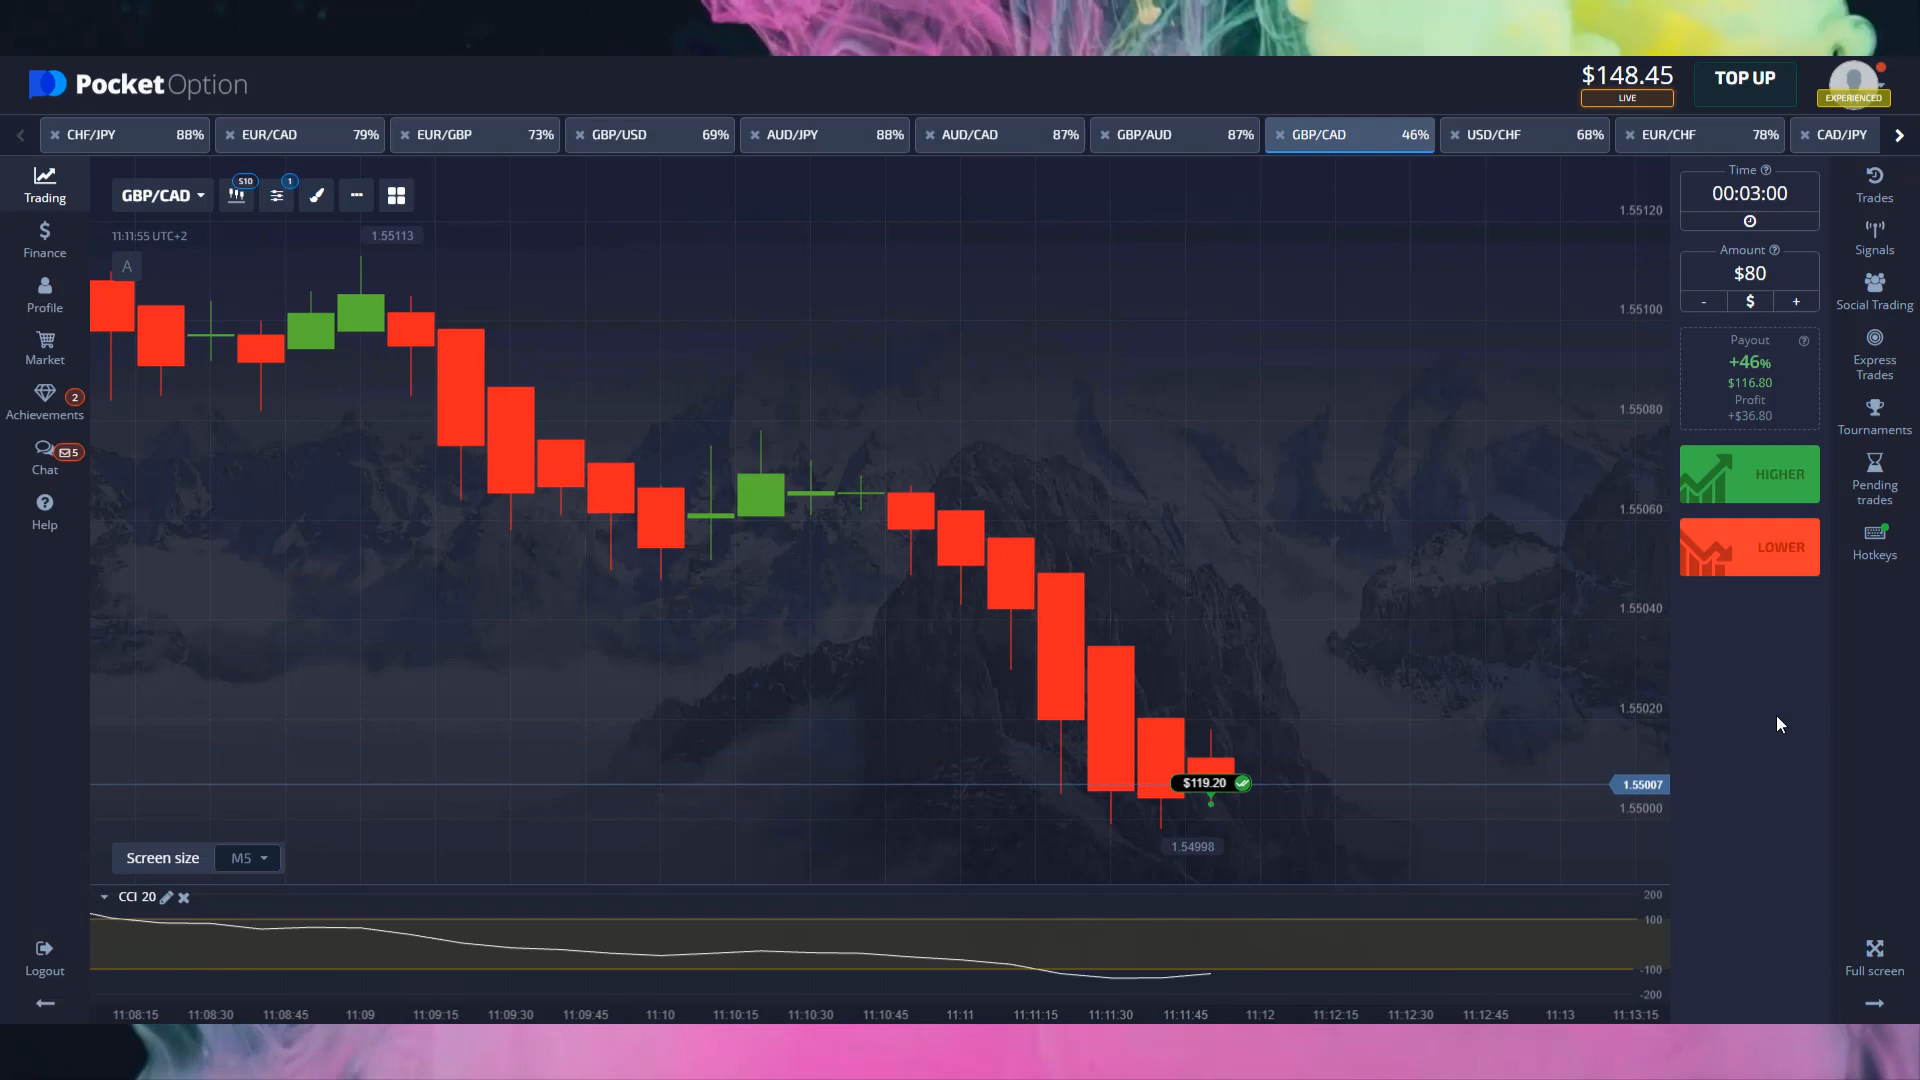 PocketOption
$148.45
LIVE
TOP UP
EXPERIENCED
CHF/JPY 88%
EUR/CAD 79%
EUR/GBP 73%
GBP/USD 69%
AUD/JPY 88%
AUD/CAD 87%
GBP/AUD 87%
GBP/CAD 46%
USD/CHF 68%
EUR/CHF 78%
CAD/JPY
Trading
Finance
Profile
Market
Achievements 2
Chat 5
Help
Logout
GBP/CAD
S10
1
11:11:55 UTC+2
1.55113
A
1.55120
1.55100
1.55080
1.55060
1.55040
1.55020
1.55007
1.55000
$119.20
1.54998
Screen size M5
CCI 20
200
100
-100
-200
11:08:15 11:08:30 11:08:45 11:09 11:09:15 11:09:30 11:09:45 11:10 11:10:15 11:10:30 11:10:45 11:11 11:11:15 11:11:30 11:11:45 11:12 11:12:15 11:12:30 11:12:45 11:13 11:13:15
Time
00:03:00
Amount
$80
- $ +
Payout
+46%
$116.80
Profit
+$36.80
HIGHER
LOWER
Trades
Signals
Social Trading
Express
Trades
Tournaments
Pending
trades
Hotkeys
Full screen